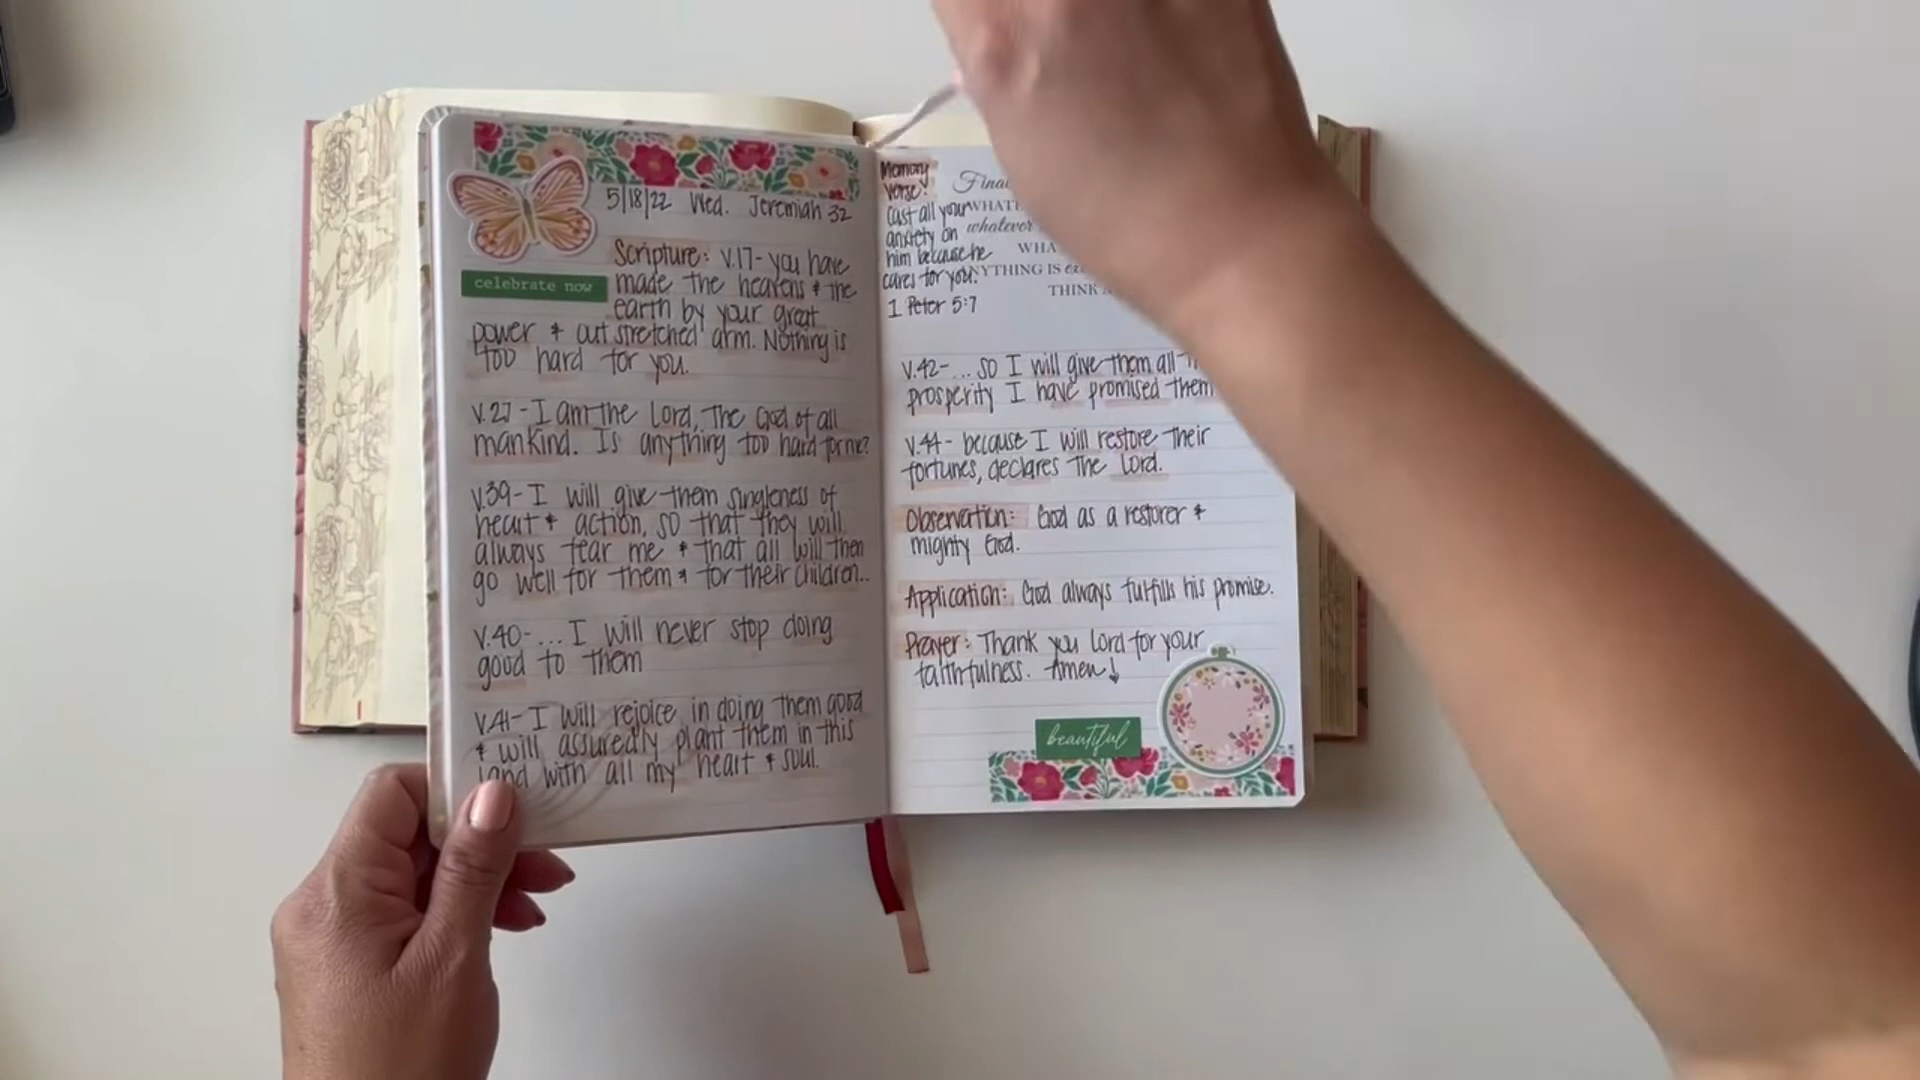 5/18/22 Wed. Jeremiah 32
celebrate now
Scripture: V.17- you have
made the heavens & the
earth by your great
power & out stretched arm. Nothing is
too hard for you.
V.27- I am the Lord, the God of all
mankind. Is anything too hard for me?
V.39- I will give them singleness of
heart & action, so that they will
always fear me & that all will then
go well for them & for their children..
V.40- ... I will never stop doing
good to them
V.41- I will rejoice in doing them good
& will assuredly plant them in this
land with all my heart & soul.
Memory
verse:
Cast all your
anxiety on
him because he
cares for you.
1 Peter 5:7
whatever
THINK
V.42- ... so I will give them all
prosperity I have promised them
V.44- because I will restore their
fortunes, declares the Lord.
Observation: God as a restorer &
mighty God.
Application: God always fulfills his promise.
Prayer: Thank you Lord for your
faithfulness. Amen!
beautiful